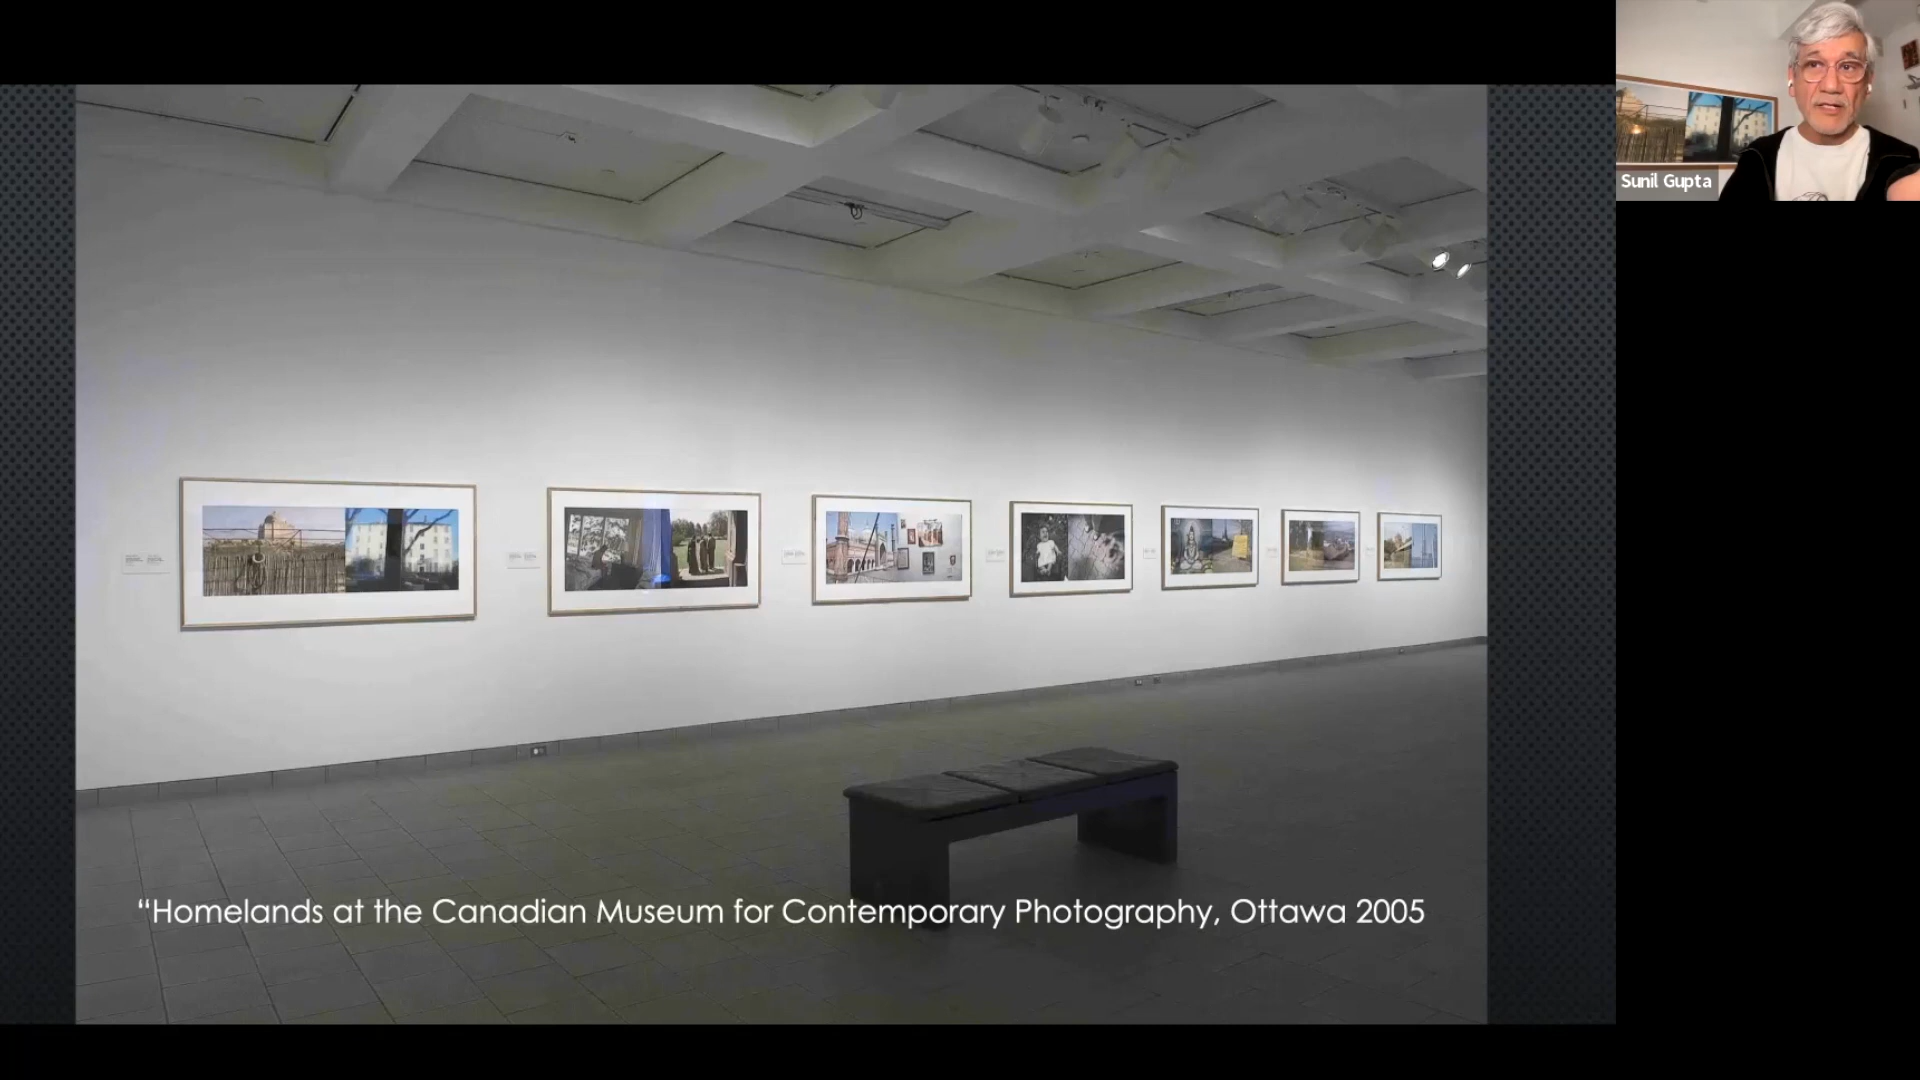 Sunil Gupta
“Homelands at the Canadian Museum for Contemporary Photography, Ottawa 2005